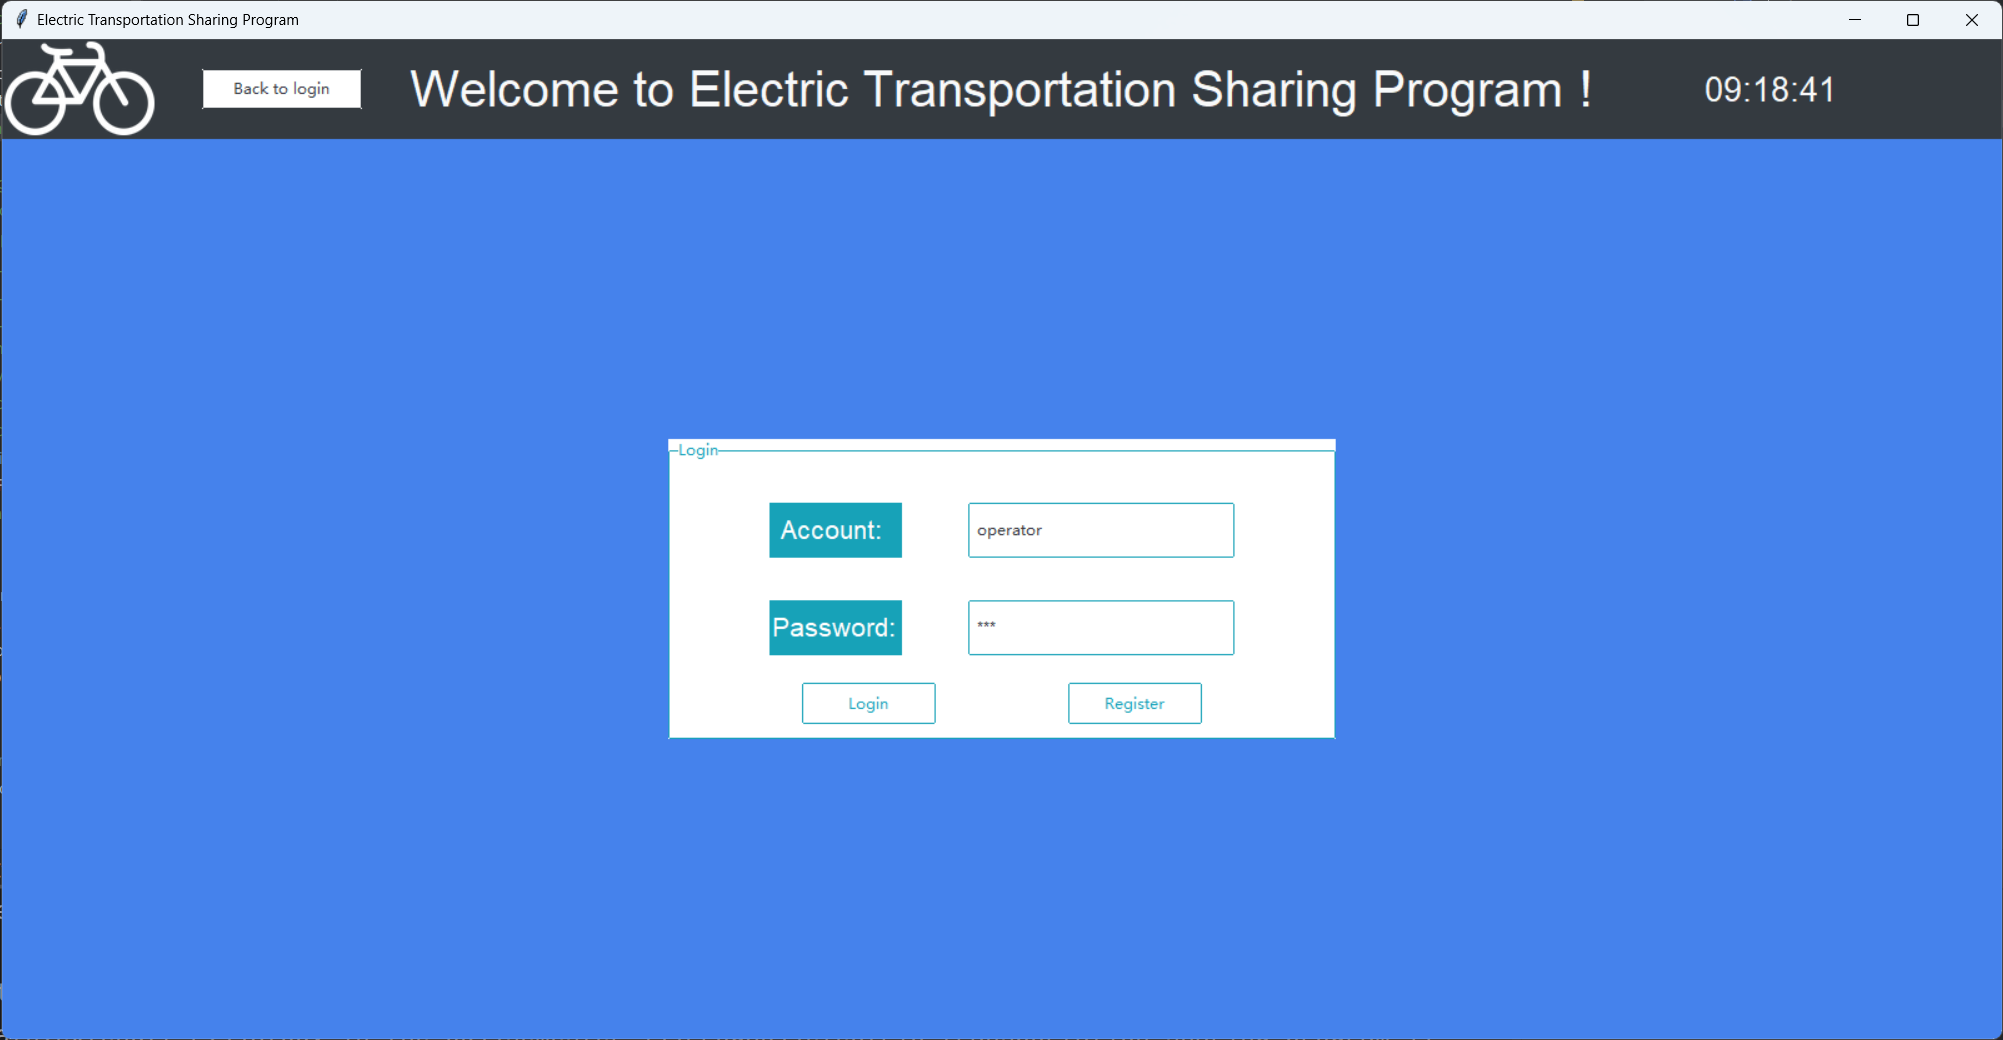 Electric Transportation Sharing Program
Back to login
Welcome to Electric Transportation Sharing Program !
09:18:41
Login
Account:
operator
Password:
***
Login
Register